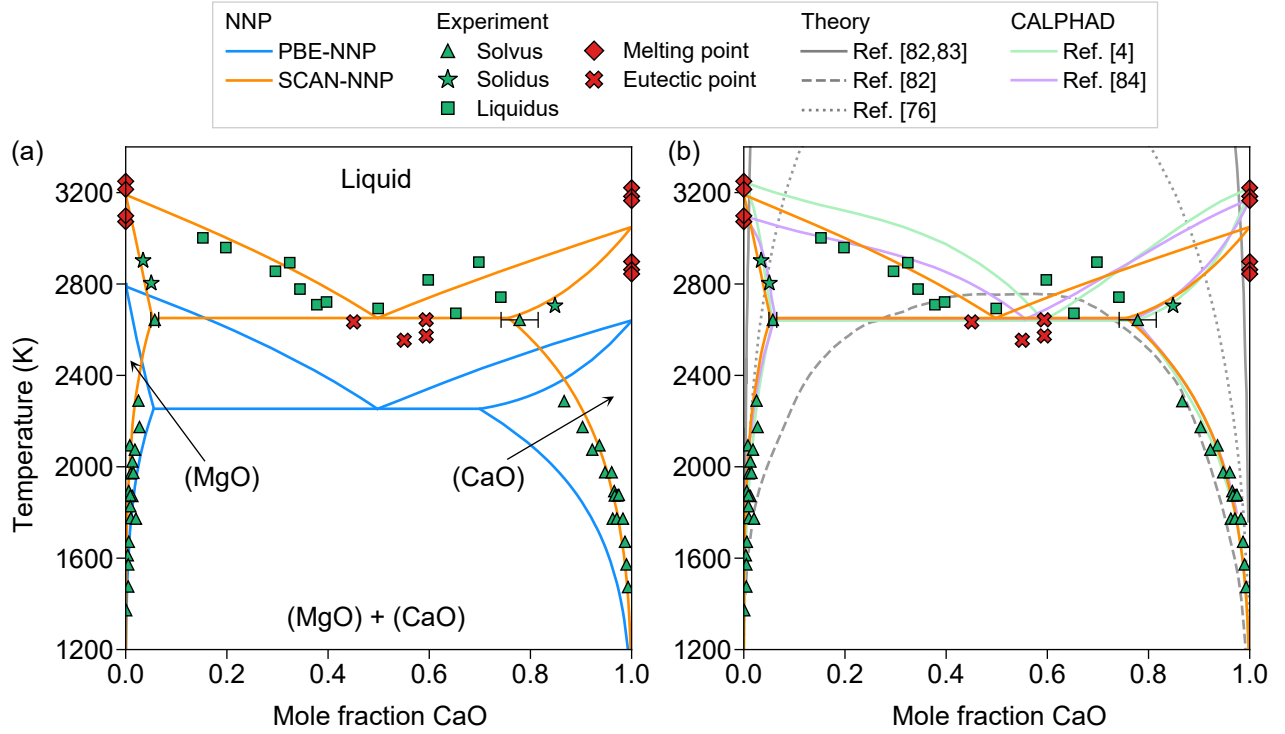 NNP Experiment Theory CALPHAD
PBE-NNP Solvus Melting point Ref. [82,83] Ref. [4]
SCAN-NNP Solidus Eutectic point Ref. [82] Ref. [84]
Liquidus Ref. [76]
(a)
Liquid
3200
2800
2400
2000
1600
1200
Temperature (K)
(MgO)
(CaO)
(MgO) + (CaO)
0.0 0.2 0.4 0.6 0.8 1.0
Mole fraction CaO
(b)
3200
2800
2400
2000
1600
1200
0.0 0.2 0.4 0.6 0.8 1.0
Mole fraction CaO